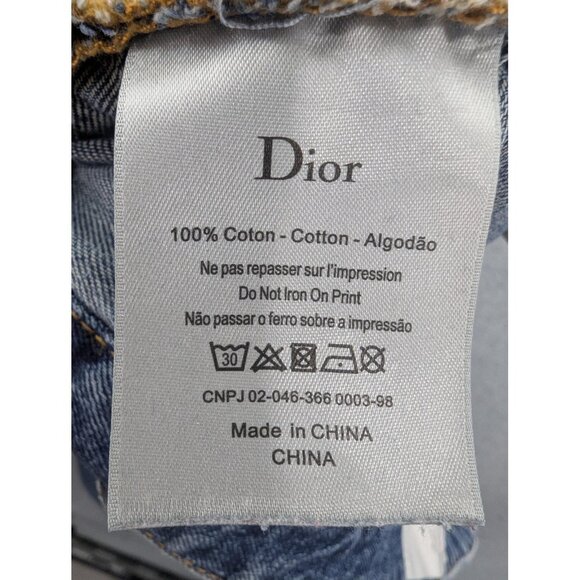 Dior
100% Coton - Cotton - Algodão
Ne pas repasser sur l'impression
Do Not Iron On Print
Não passar o ferro sobre a impressão
30
CNPJ 02-046-366 0003-98
Made in CHINA
CHINA